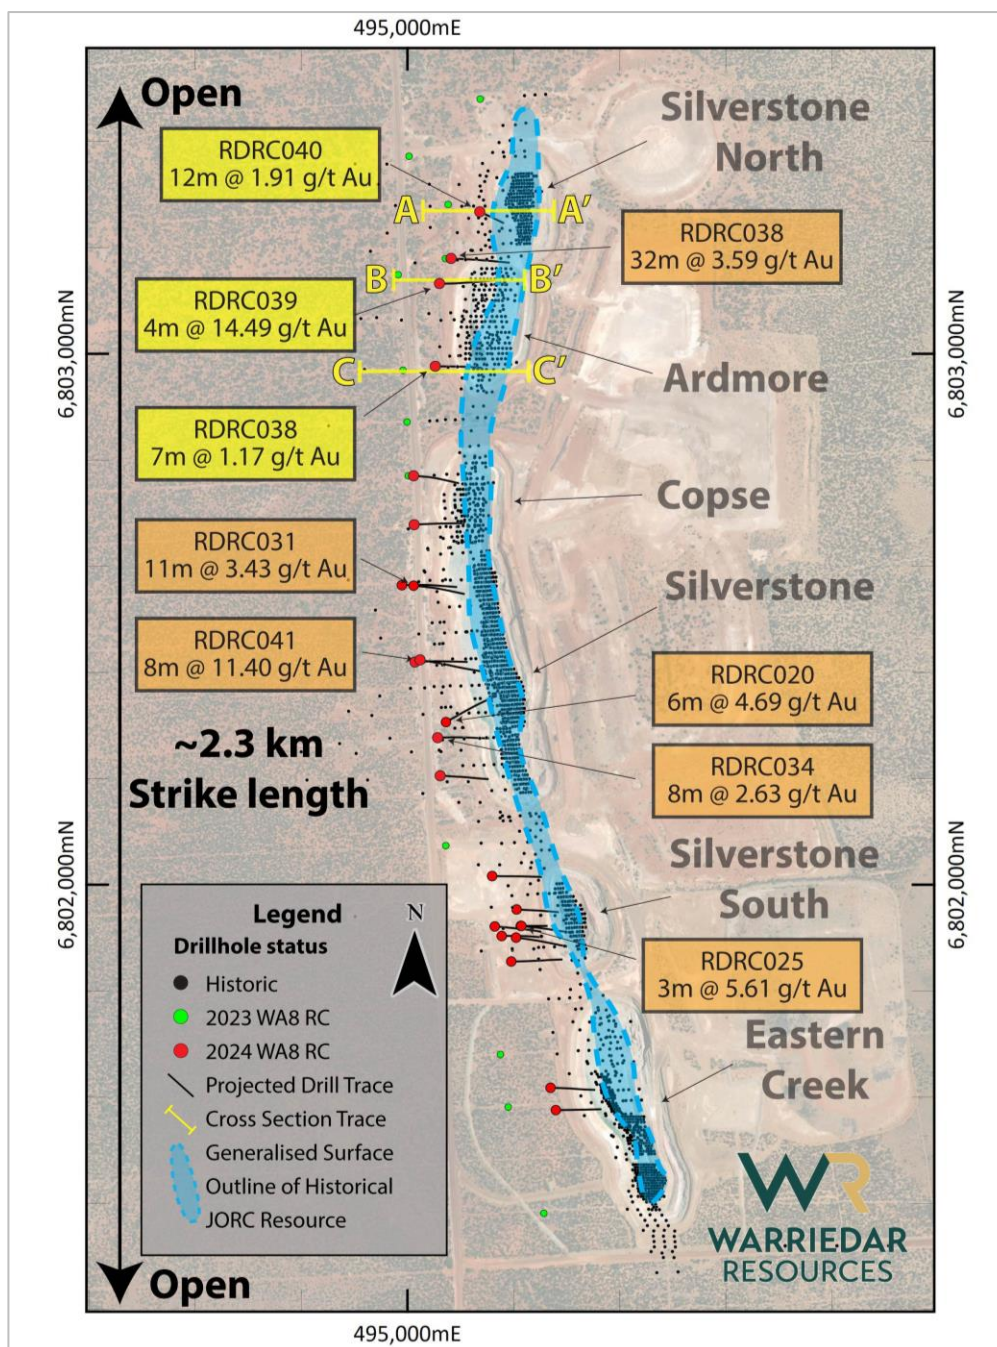 495,000mE
Open
Silverstone
North
RDRC040
12m @ 1.91 g/t Au
A
A'
RDRC038
32m @ 3.59 g/t Au
B
B'
RDRC039
4m @ 14.49 g/t Au
6,803,000mN
6,803,000mN
C
C'
Ardmore
RDRC038
7m @ 1.17 g/t Au
Copse
RDRC031
11m @ 3.43 g/t Au
Silverstone
RDRC041
8m @ 11.40 g/t Au
RDRC020
6m @ 4.69 g/t Au
~2.3 km
Strike length
RDRC034
8m @ 2.63 g/t Au
6,802,000mN
6,802,000mN
Silverstone
South
RDRC025
3m @ 5.61 g/t Au
Eastern
Creek
Legend
N
Drillhole status
Historic
2023 WA8 RC
2024 WA8 RC
Projected Drill Trace
Cross Section Trace
Generalised Surface
Outline of Historical
JORC Resource
WR
WARRIEDAR
RESOURCES
Open
495,000mE